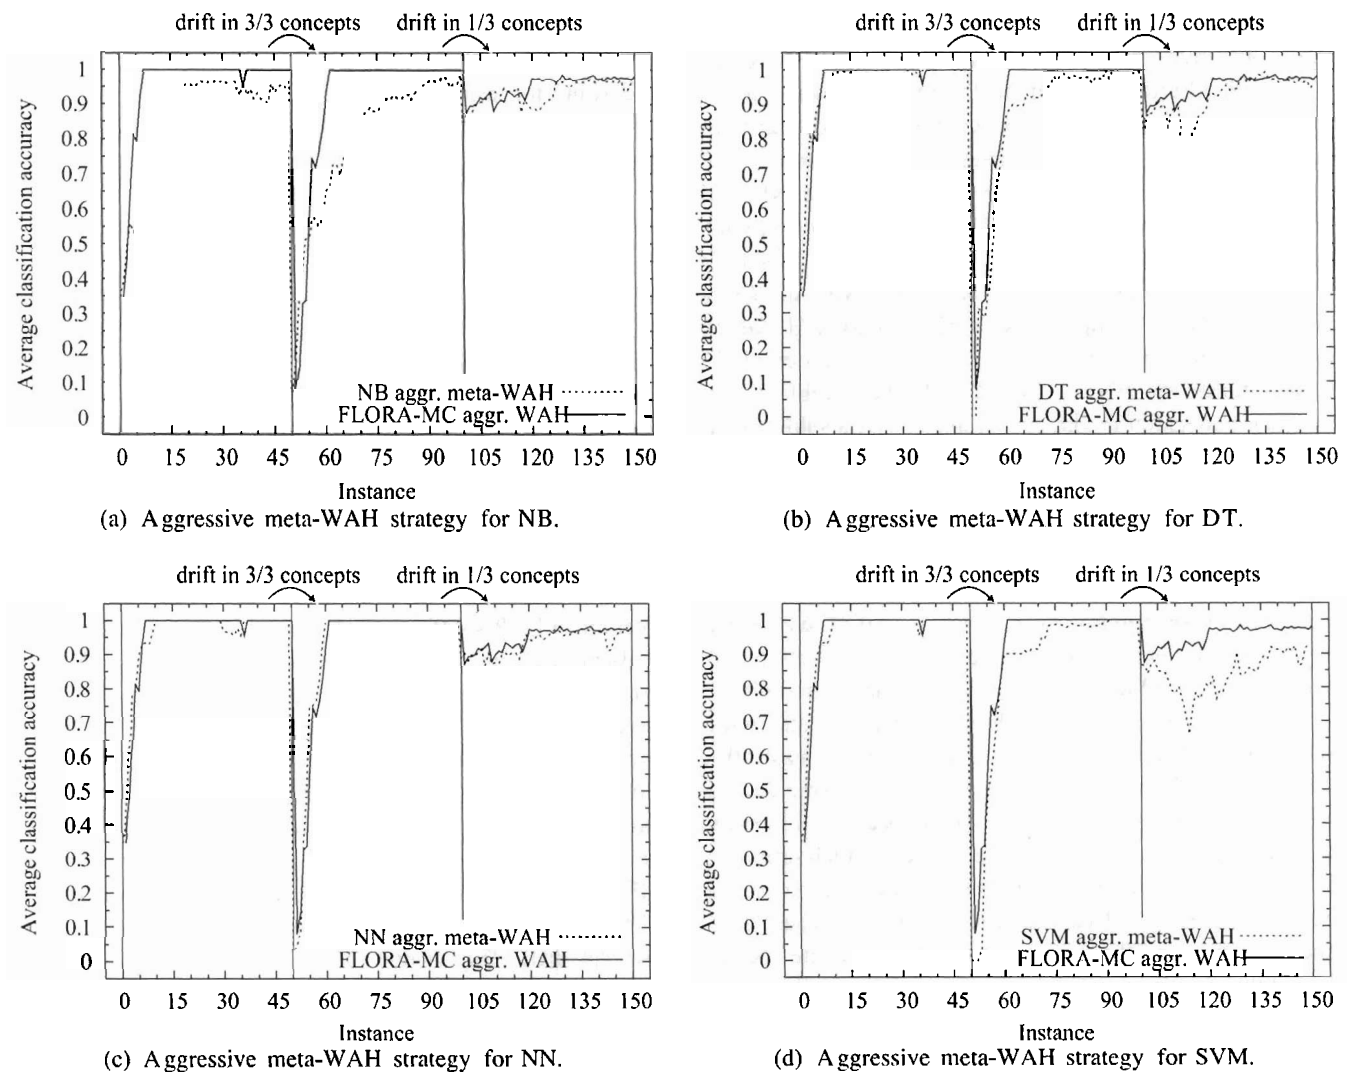 drift in 3/3 concepts drift in 1/3 concepts
1
0.9
0.8
0.7
0.6
0.5
0.4
0.3
0.2
0.1
0
Average classification accuracy
NB aggr. meta-WAH
FLORA-MC aggr. WAH
0 15 30 45 60 75 90 105 120 135 150
Instance
(a) Aggressive meta-WAH strategy for NB.
drift in 3/3 concepts drift in 1/3 concepts
1
0.9
0.8
0.7
0.6
0.5
0.4
0.3
0.2
0.1
0
Average classification accuracy
DT aggr. meta-WAH
FLORA-MC aggr. WAH
0 15 30 45 60 75 90 105 120 135 150
Instance
(b) Aggressive meta-WAH strategy for DT.
drift in 3/3 concepts drift in 1/3 concepts
1
0.9
0.8
0.7
0.6
0.5
0.4
0.3
0.2
0.1
0
Average classification accuracy
NN aggr. meta-WAH
FLORA-MC aggr. WAH
0 15 30 45 60 75 90 105 120 135 150
Instance
(c) Aggressive meta-WAH strategy for NN.
drift in 3/3 concepts drift in 1/3 concepts
1
0.9
0.8
0.7
0.6
0.5
0.4
0.3
0.2
0.1
0
Average classification accuracy
SVM aggr. meta-WAH
FLORA-MC aggr. WAH
0 15 30 45 60 75 90 105 120 135 150
Instance
(d) Aggressive meta-WAH strategy for SVM.